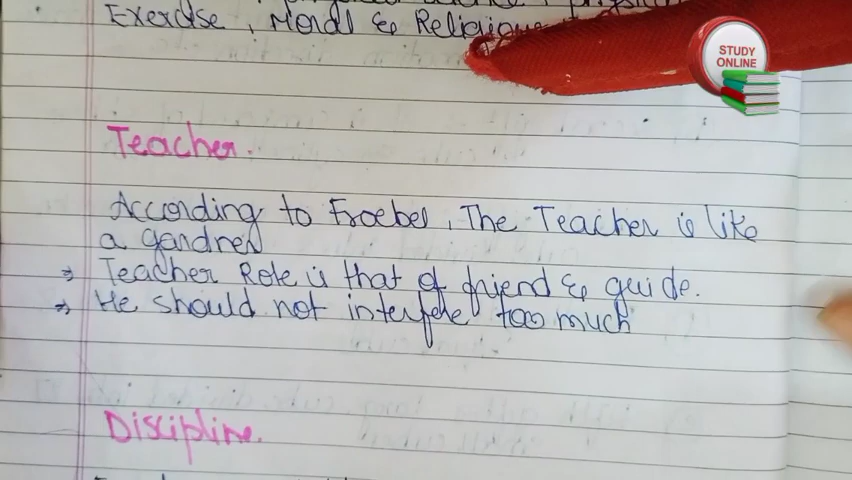 Exercise, Moral & Religious
STUDY
ONLINE
Teacher.
According to Froebel, The Teacher is like
a gardner
⇒ Teacher Role is that of friend & guide.
⇒ He should not interfere too much
Discipline.